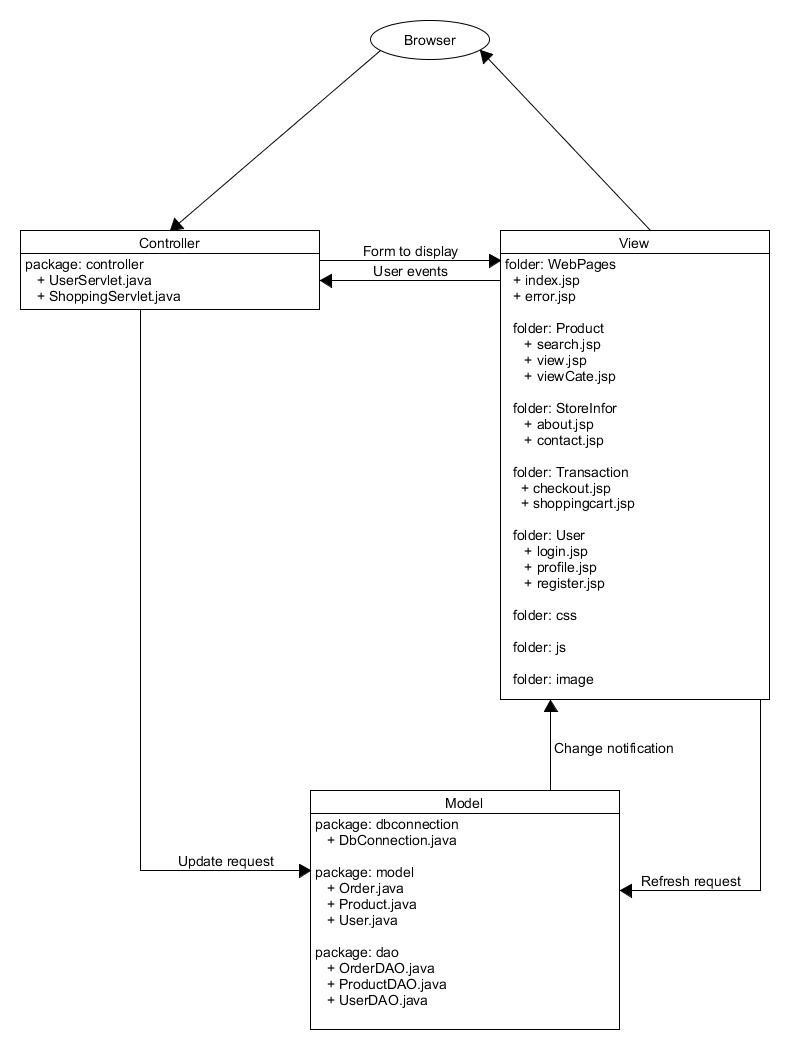 Browser
Controller
package: controller
+ UserServlet.java
+ ShoppingServlet.java
Form to display
User events
View
folder: WebPages
+ index.jsp
+ error.jsp
folder: Product
+ search.jsp
+ view.jsp
+ viewCate.jsp
folder: StoreInfor
+ about.jsp
+ contact.jsp
folder: Transaction
+ checkout.jsp
+ shoppingcart.jsp
folder: User
+ login.jsp
+ profile.jsp
+ register.jsp
folder: css
folder: js
folder: image
Change notification
Update request
Model
package: dbconnection
+ DbConnection.java
package: model
+ Order.java
+ Product.java
+ User.java
package: dao
+ OrderDAO.java
+ ProductDAO.java
+ UserDAO.java
Refresh request